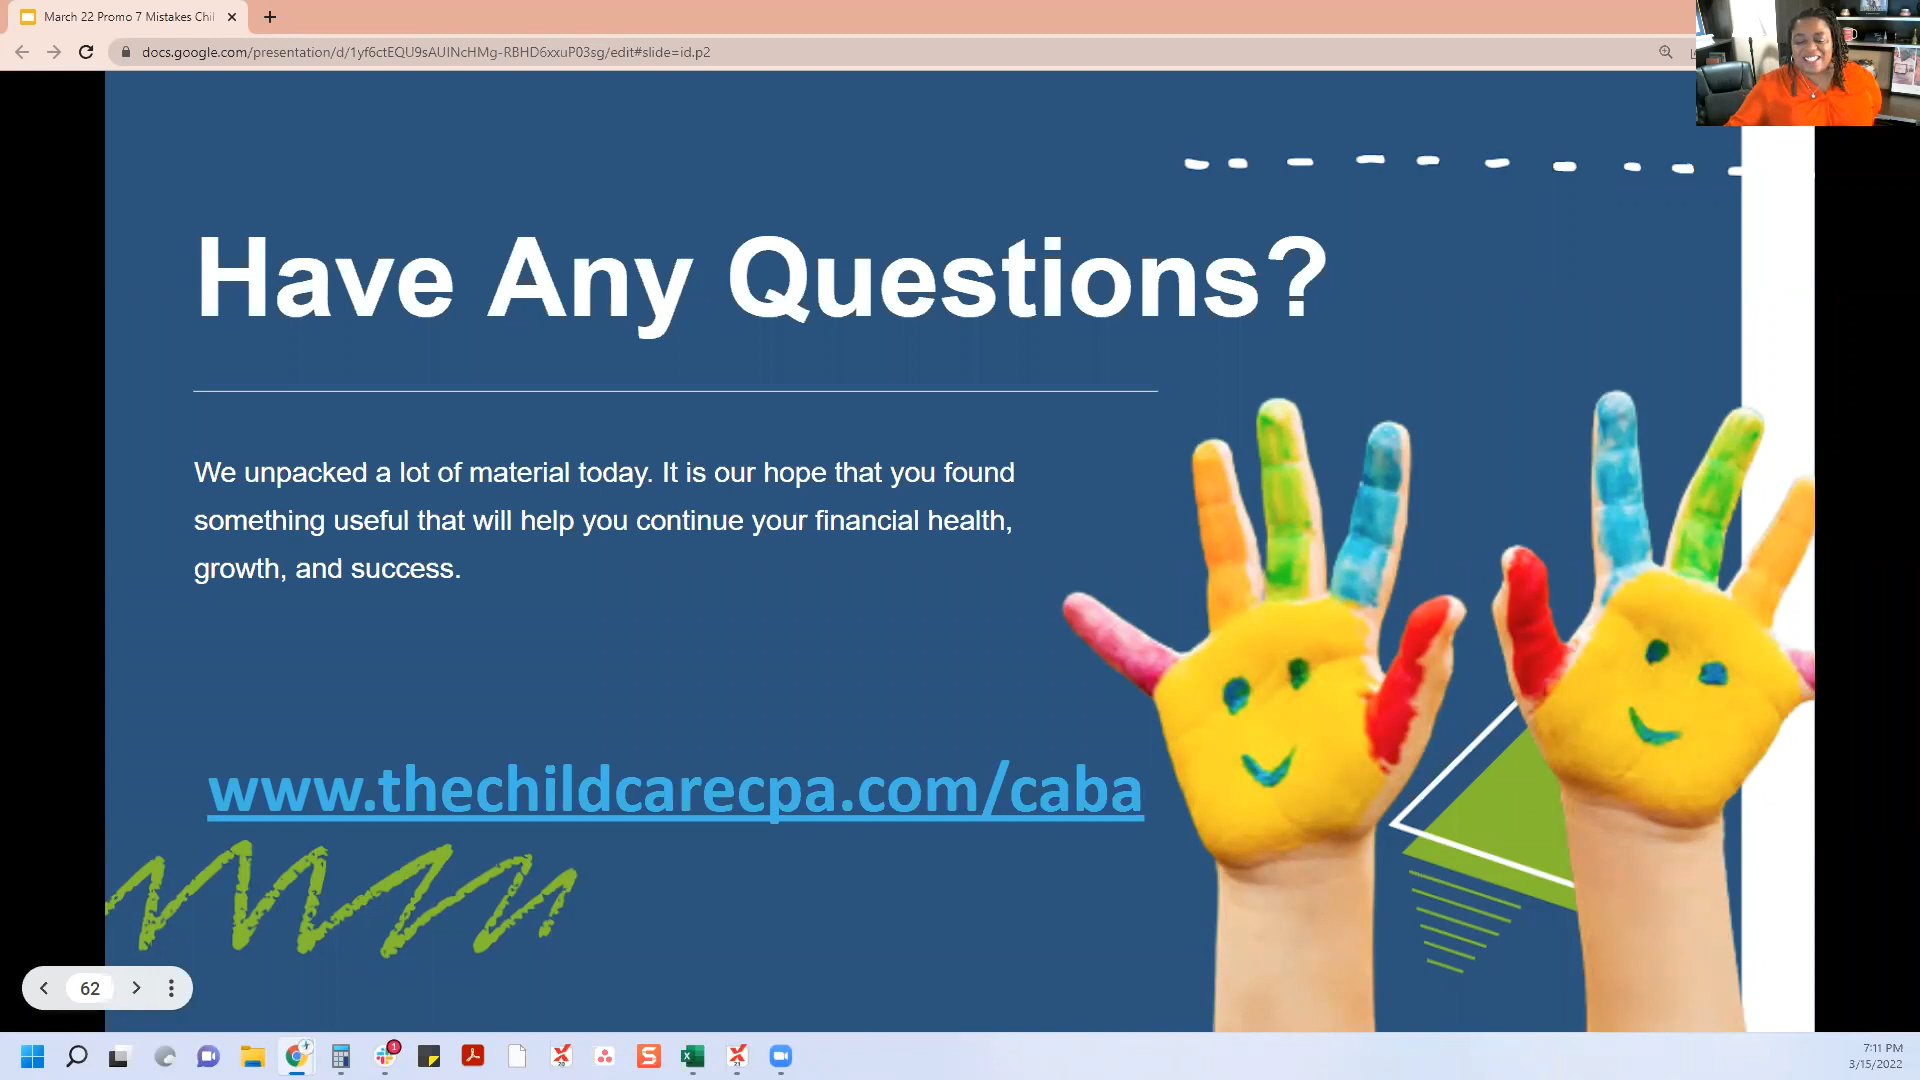 March 22 Promo 7 Mistakes Chil
docs.google.com/presentation/d/1yf6ctEQU9sAUINcHMg-RBHD6xxuP03sg/edit#slide=id.p2
Have Any Questions?
We unpacked a lot of material today. It is our hope that you found
something useful that will help you continue your financial health,
growth, and success.
www.thechildcarecpa.com/caba
62
1
7:11 PM
3/15/2022